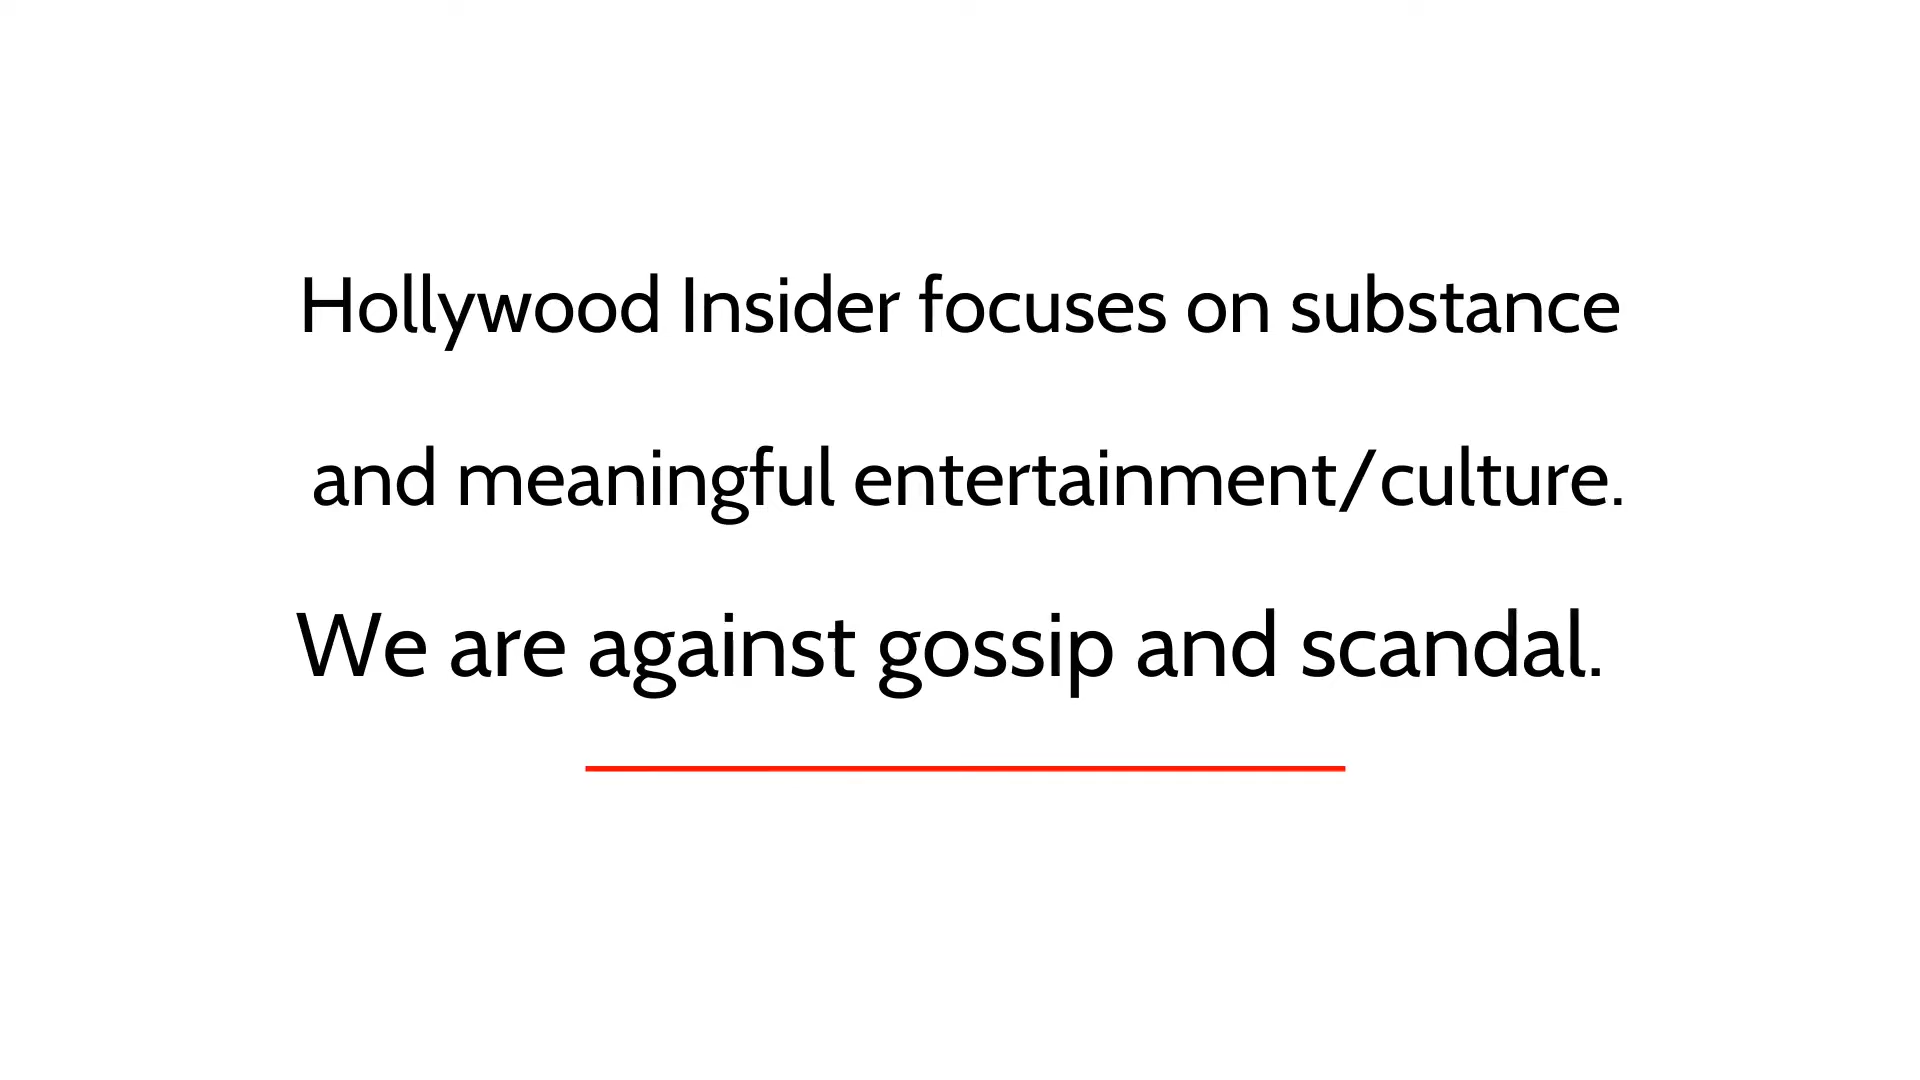 Hollywood Insider focuses on substance
and meaningful entertainment/culture.
We are against gossip and scandal.